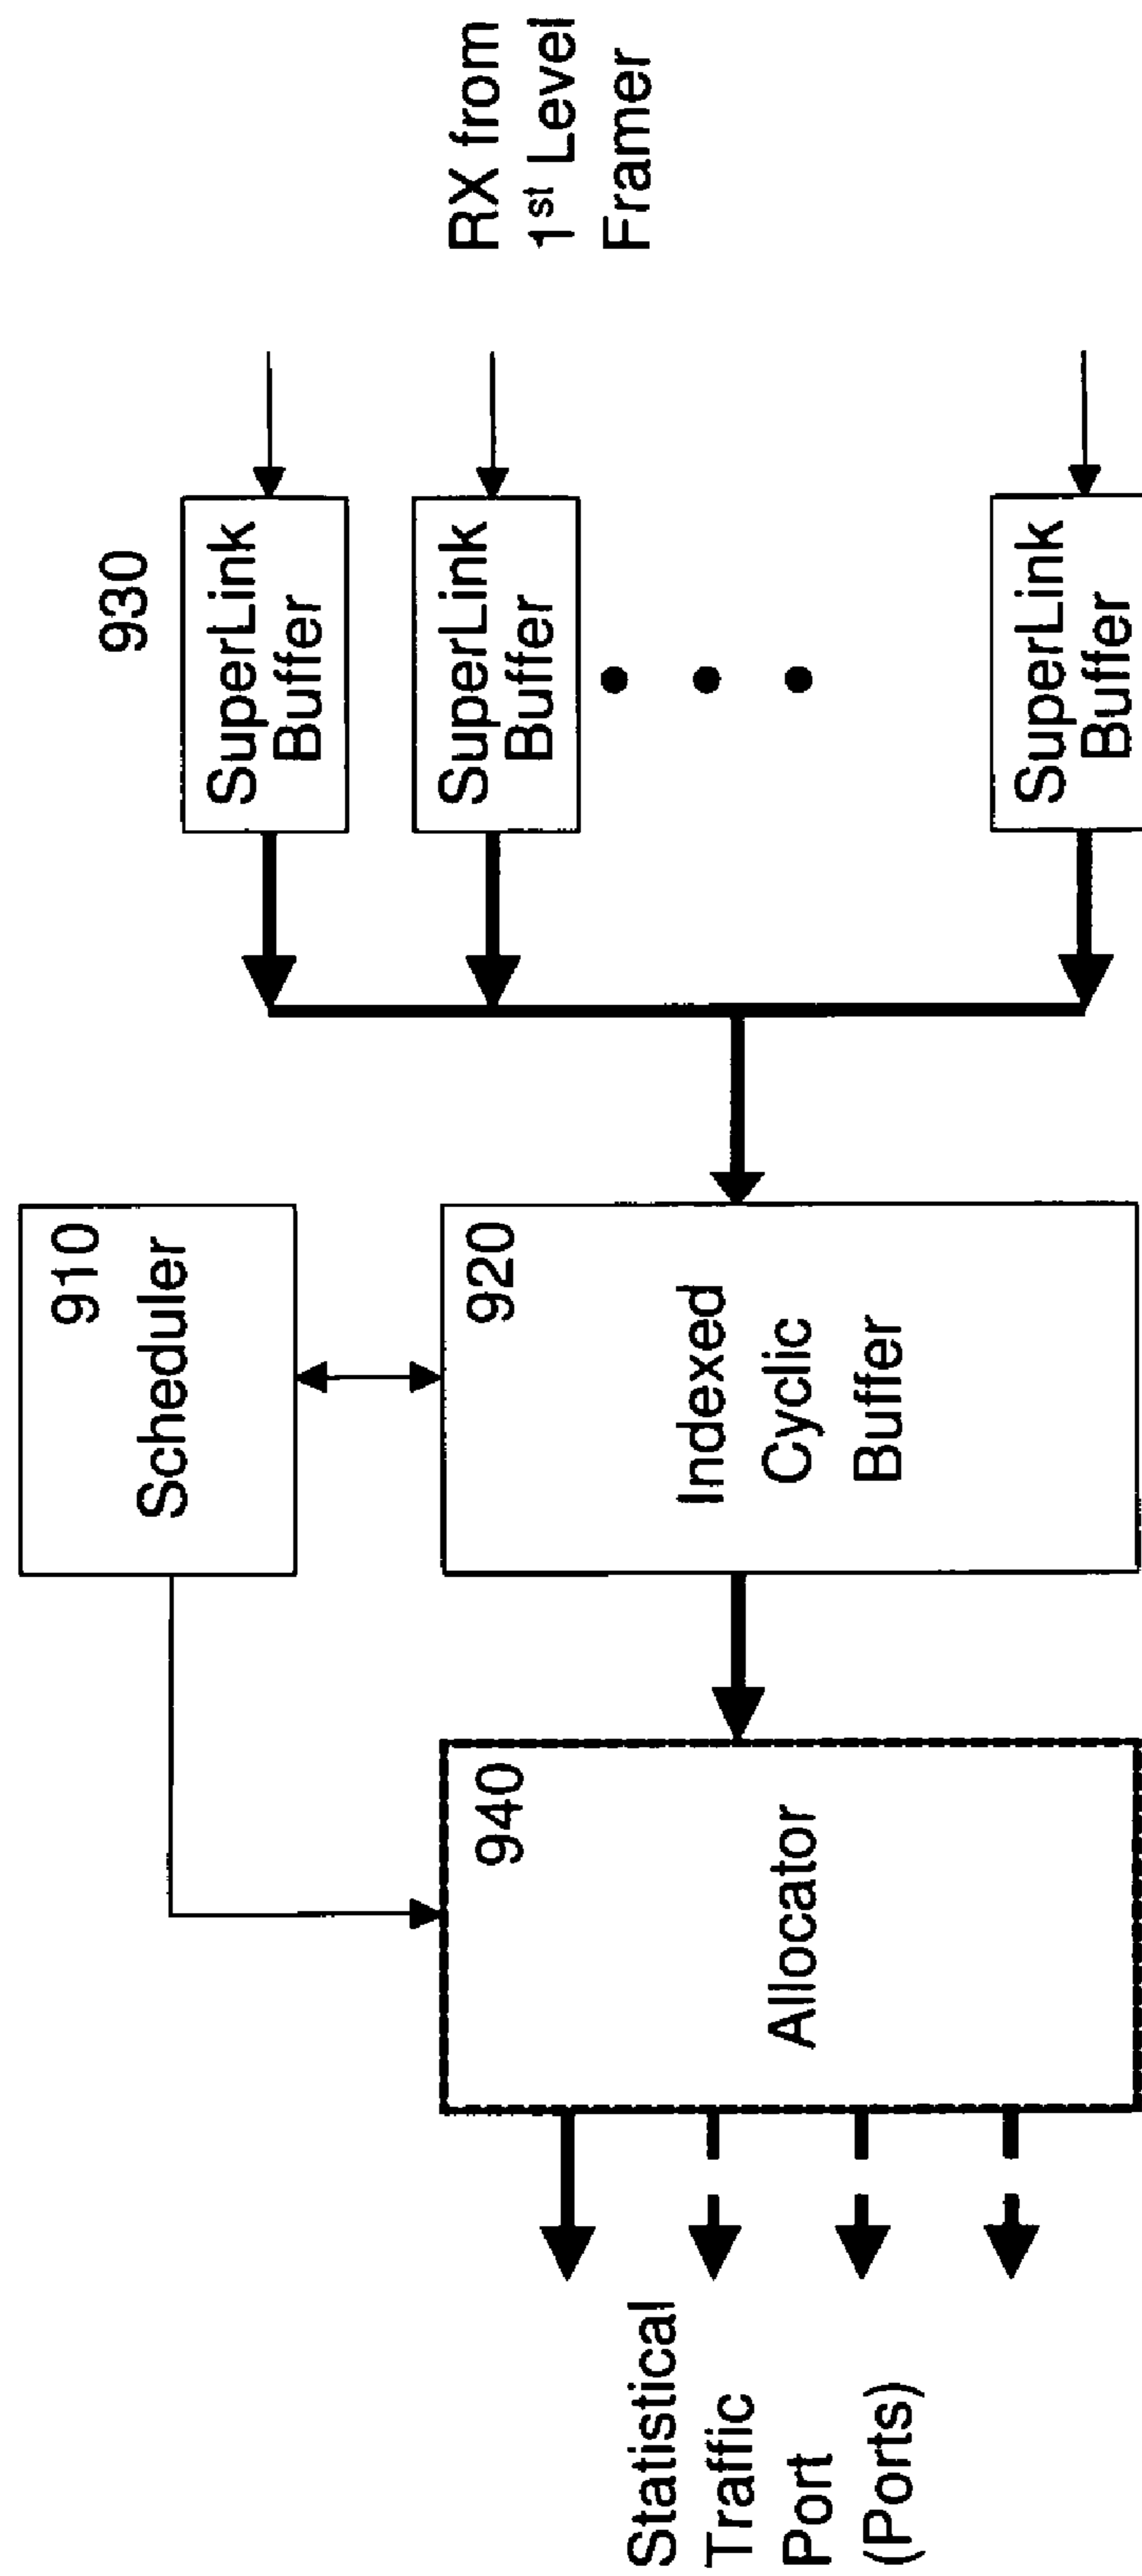 910
Scheduler
940
Allocator
920
Indexed
Cyclic
Buffer
930
SuperLink
Buffer
SuperLink
Buffer
SuperLink
Buffer
RX from
1st Level
Framer
Statistical
Traffic
Port
(Ports)